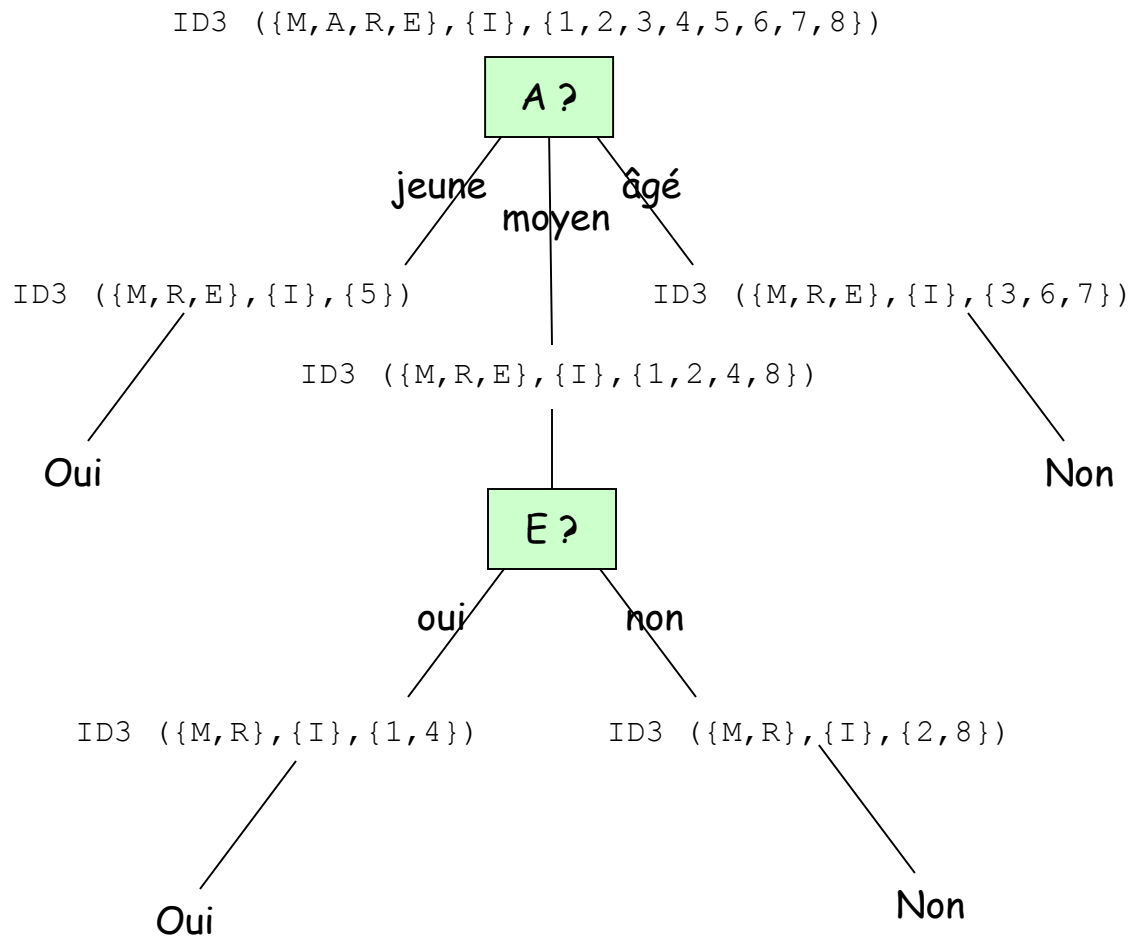 ID3 ({M,A,R,E},{I},{1,2,3,4,5,6,7,8})
A ?
jeune
moyen
âgé
ID3 ({M,R,E},{I},{5})
ID3 ({M,R,E},{I},{3,6,7})
ID3 ({M,R,E},{I},{1,2,4,8})
Oui
Non
E ?
oui
non
ID3 ({M,R},{I},{1,4})
ID3 ({M,R},{I},{2,8})
Oui
Non